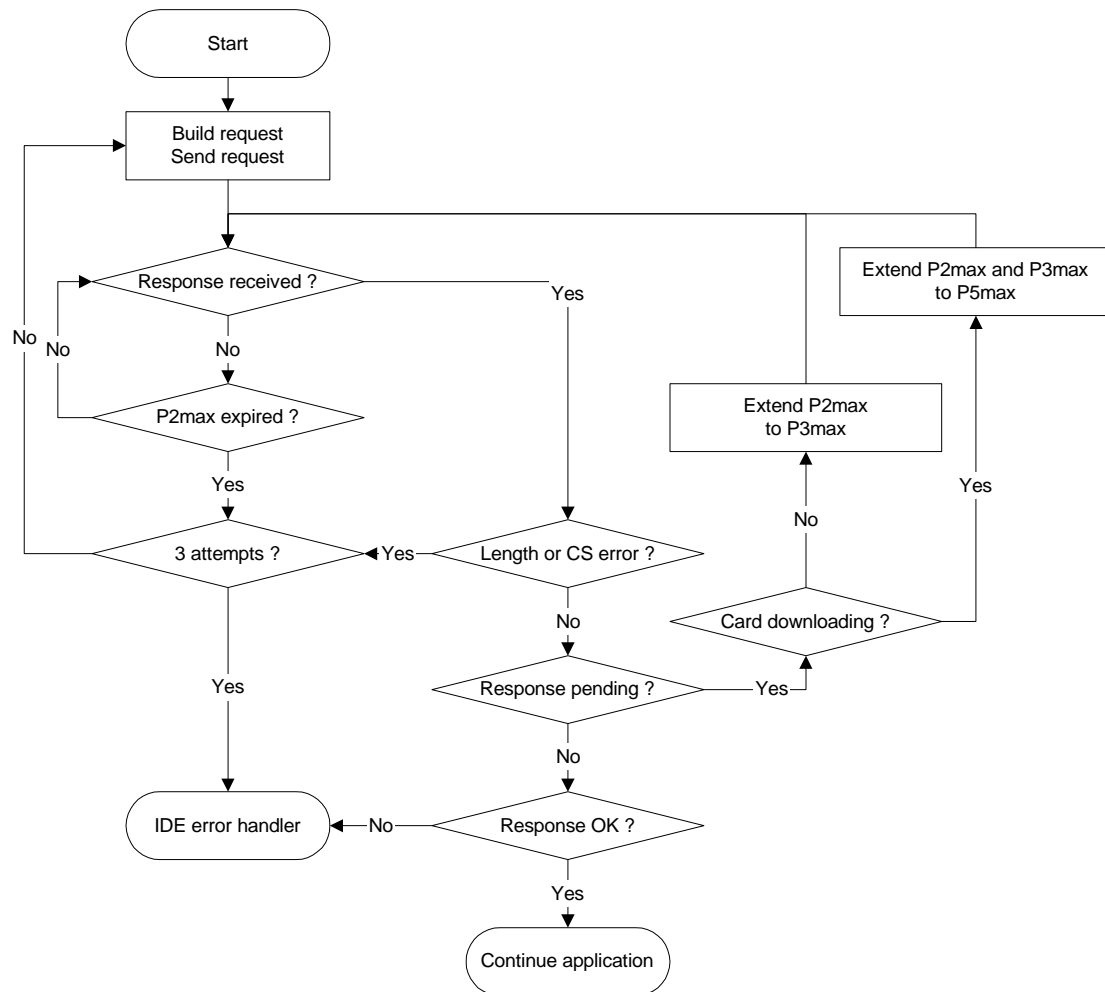 Start
Build request
Send request
Response received ?
Yes
Extend P2max and P3max
to P5max
No
No
No
P2max expired ?
Extend P2max
to P3max
Yes
Yes
No
3 attempts ?
Yes
Length or CS error ?
No
Card downloading ?
Yes
Response pending ?
Yes
No
IDE error handler
No
Response OK ?
Yes
Continue application